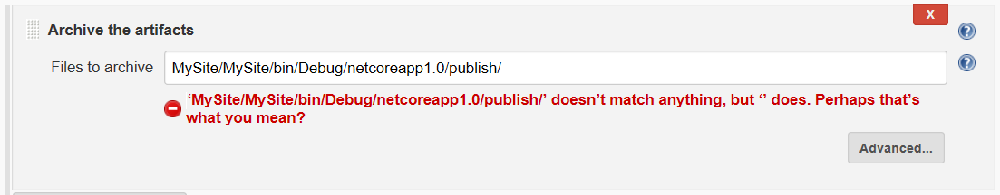 X
Archive the artifacts
?
Files to archive MySite/MySite/bin/Debug/netcoreapp1.0/publish/
?
‘MySite/MySite/bin/Debug/netcoreapp1.0/publish/’ doesn’t match anything, but ‘’ does. Perhaps that’s
what you mean?
Advanced...